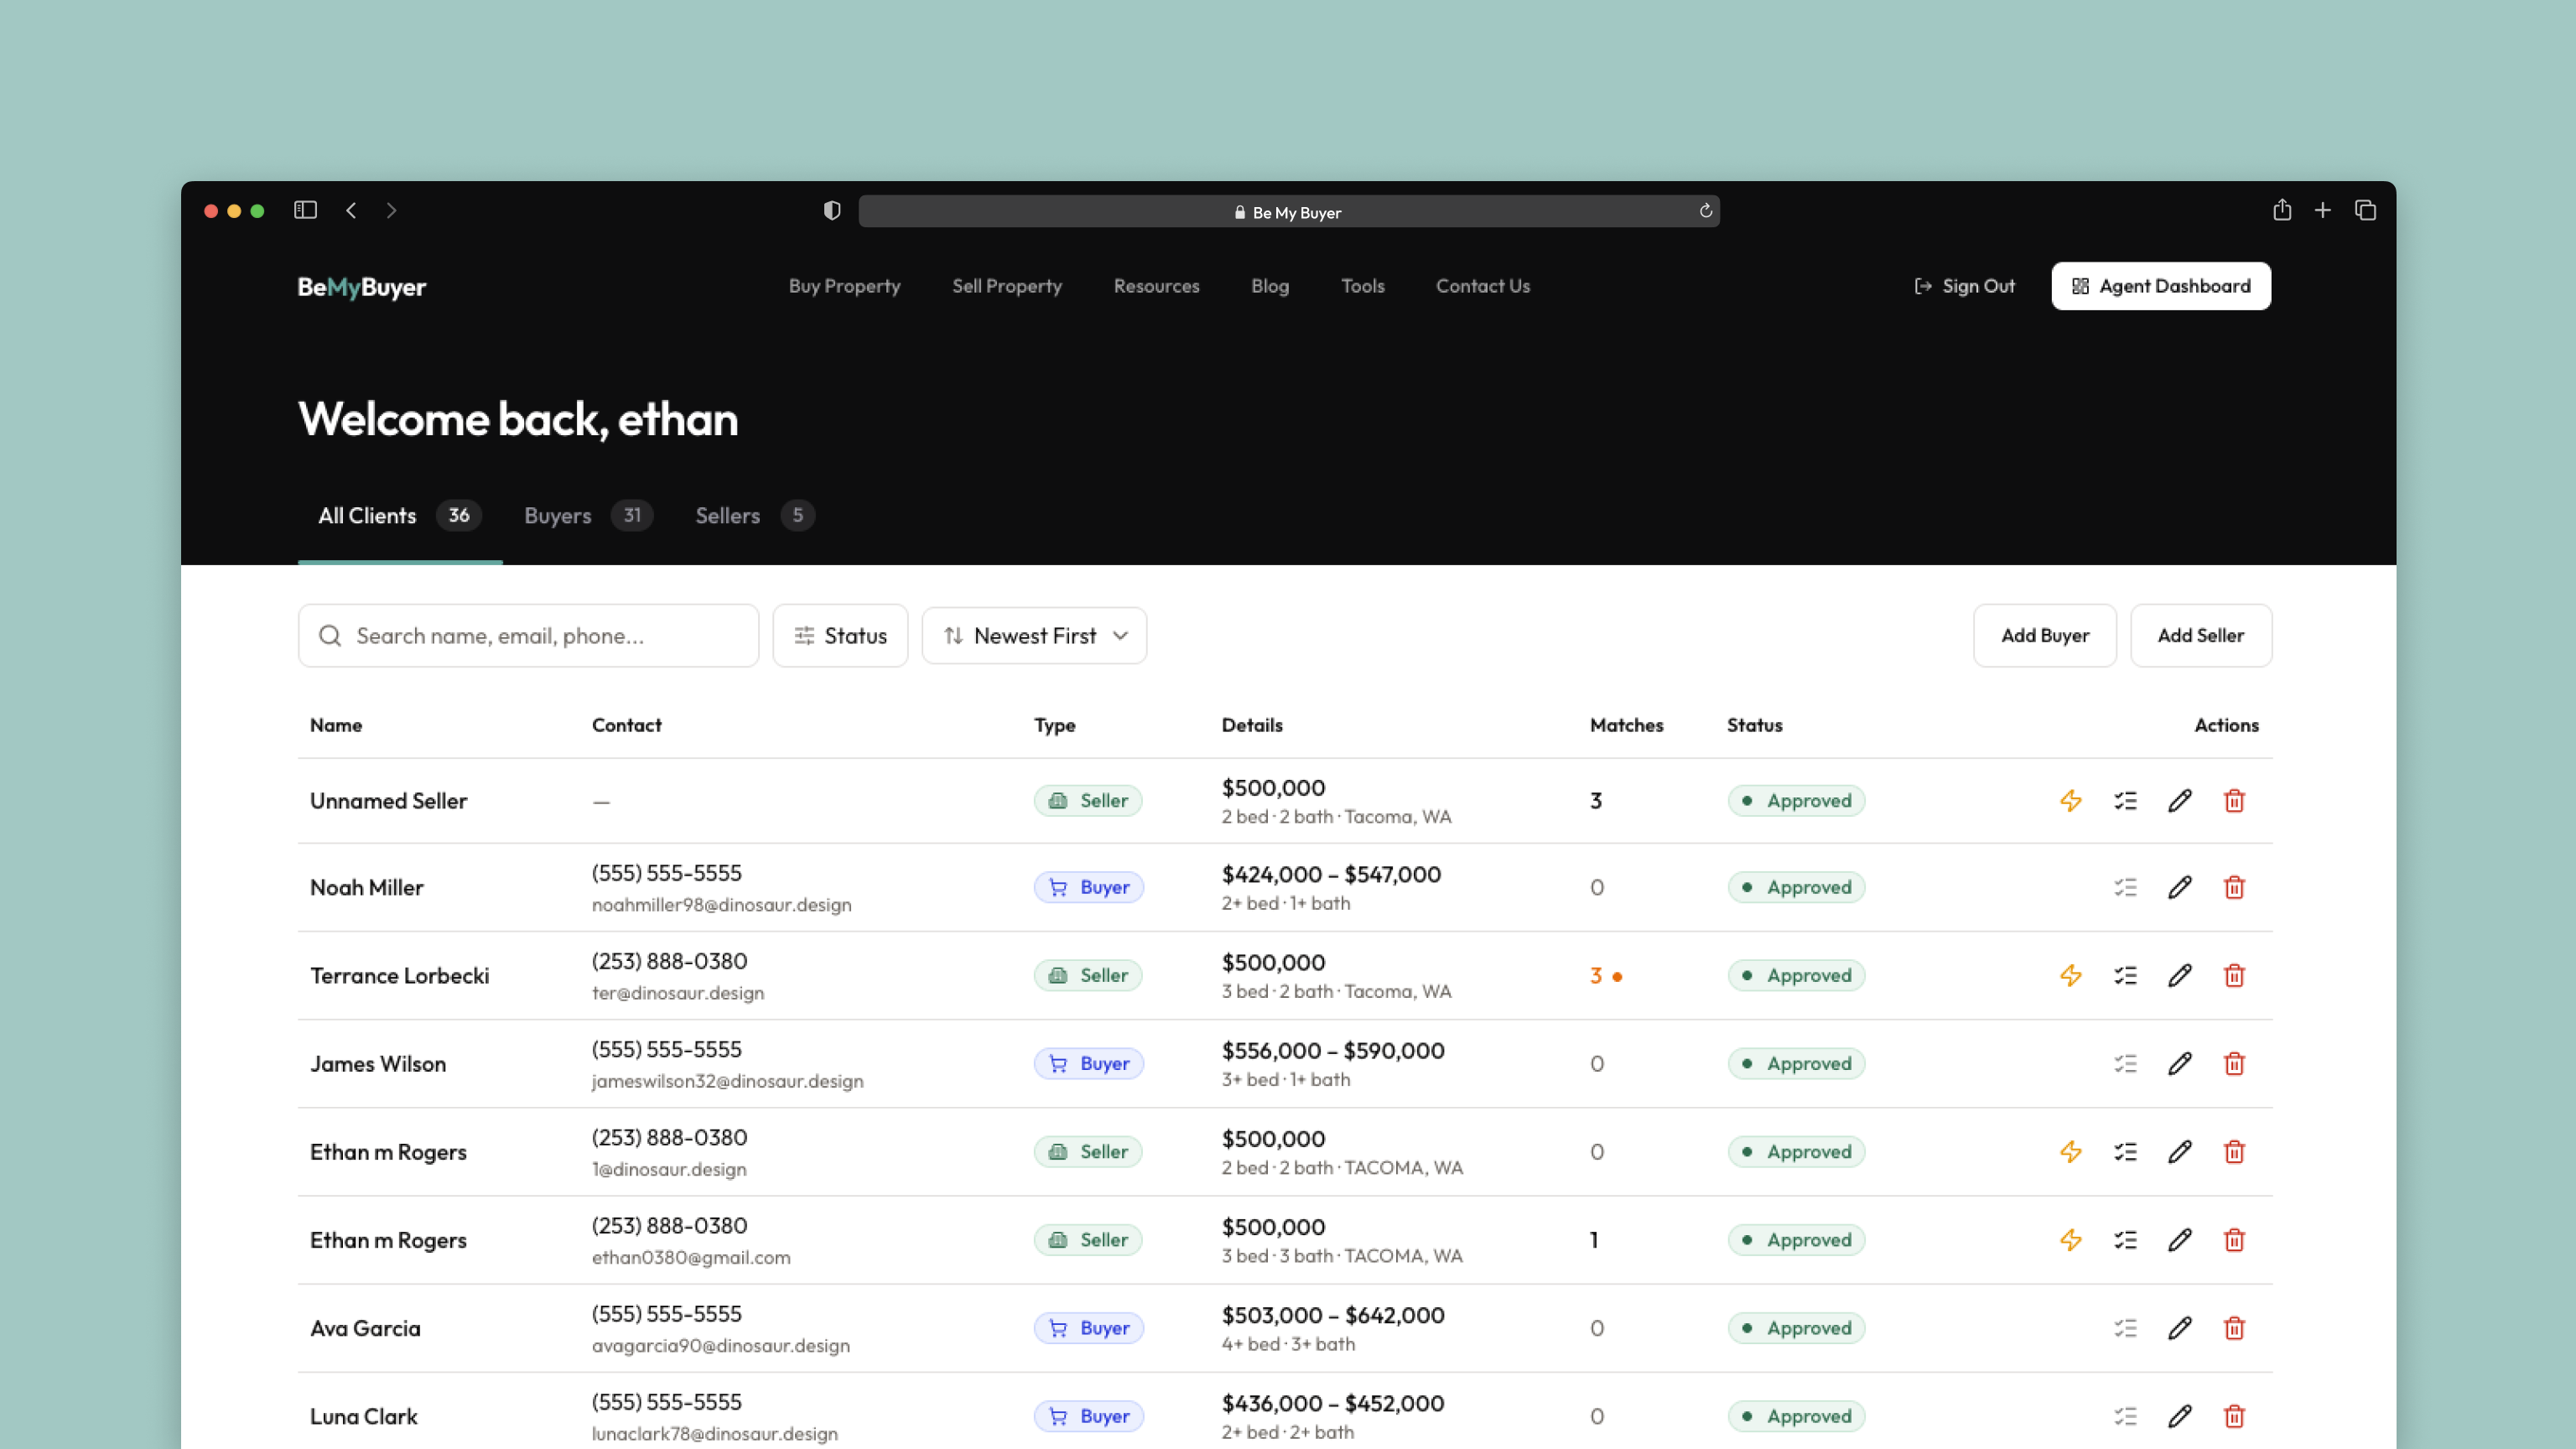 Be My Buyer
BeMyBuyer
Buy Property
Sell Property
Resources
Blog
Tools
Contact Us
Sign Out
Agent Dashboard
Welcome back, ethan
All Clients 36
Buyers 31
Sellers 5
Search name, email, phone...
Status
Newest First
Add Buyer
Add Seller
Name Contact Type Details Matches Status Actions
Unnamed Seller
—
Seller
$500,000
2 bed · 2 bath · Tacoma, WA
3
Approved
Noah Miller
(555) 555-5555
noahmiller98@dinosaur.design
Buyer
$424,000 – $547,000
2+ bed · 1+ bath
0
Approved
Terrance Lorbecki
(253) 888-0380
ter@dinosaur.design
Seller
$500,000
3 bed · 2 bath · Tacoma, WA
3
Approved
James Wilson
(555) 555-5555
jameswilson32@dinosaur.design
Buyer
$556,000 – $590,000
3+ bed · 1+ bath
0
Approved
Ethan m Rogers
(253) 888-0380
1@dinosaur.design
Seller
$500,000
2 bed · 2 bath · TACOMA, WA
0
Approved
Ethan m Rogers
(253) 888-0380
ethan0380@gmail.com
Seller
$500,000
3 bed · 3 bath · TACOMA, WA
1
Approved
Ava Garcia
(555) 555-5555
avagarcia90@dinosaur.design
Buyer
$503,000 – $642,000
4+ bed · 3+ bath
0
Approved
Luna Clark
(555) 555-5555
lunaclark78@dinosaur.design
Buyer
$436,000 – $452,000
2+ bed · 2+ bath
0
Approved